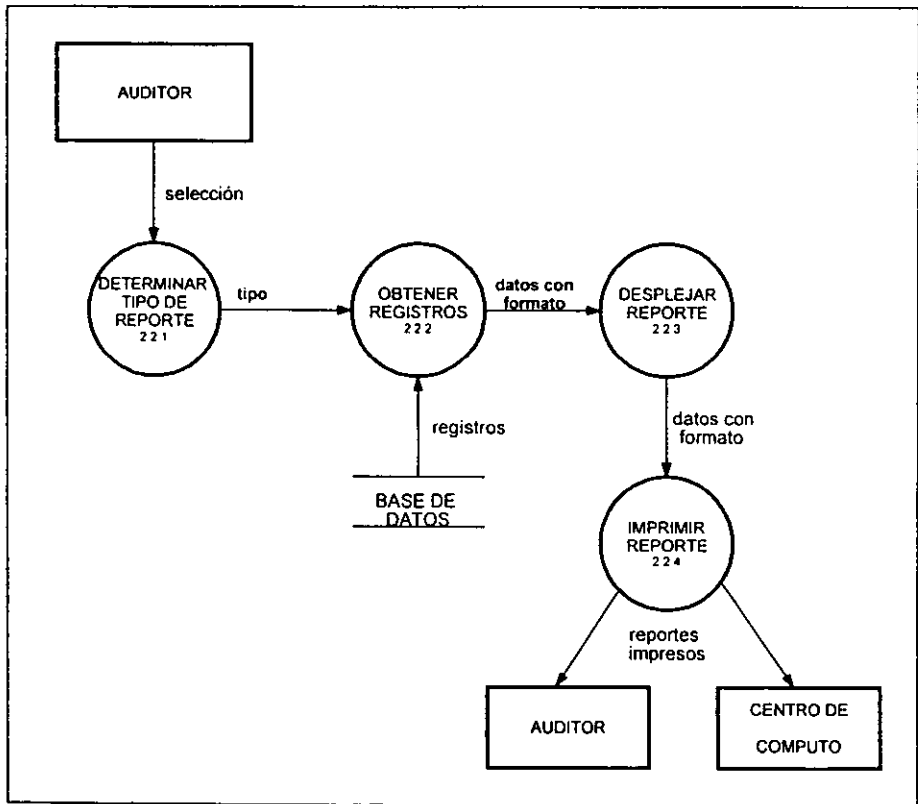 AUDITOR
selección
DETERMINAR
TIPO DE
REPORTE
221
tipo
OBTENER
REGISTROS
222
datos con
formato
DESPLEJAR
REPORTE
223
registros
BASE DE
DATOS
datos con
formato
IMPRIMIR
REPORTE
224
reportes
impresos
AUDITOR
CENTRO DE
COMPUTO